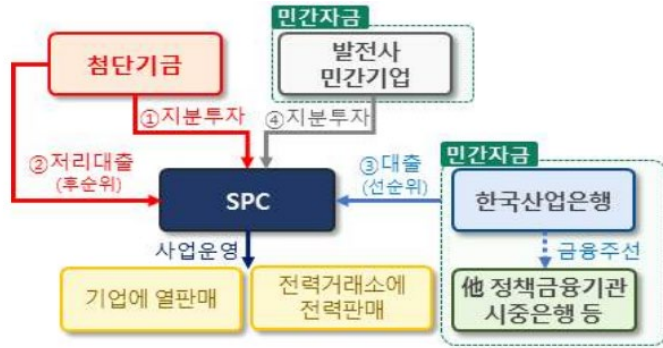 민간자금
첨단기금
발전사
민간기업
①지분투자
④지분투자
②저리대출
(후순위)
③대출
(선순위)
민간자금
SPC
한국산업은행
사업운영
금융주선
기업에 열판매
전력거래소에
전력판매
他 정책금융기관
시중은행 등